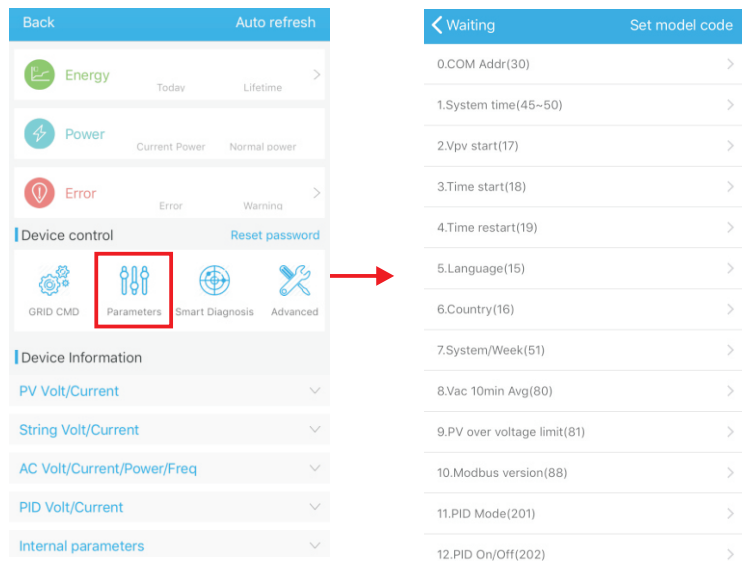 Back Auto refresh
Energy
Today Lifetime
Power
Current Power Normal power
Error
Error Warning
Device control Reset password
GRID CMD Parameters Smart Diagnosis Advanced
Device Information
PV Volt/Current
String Volt/Current
AC Volt/Current/Power/Freq
PID Volt/Current
Internal parameters
Waiting Set model code
0.COM Addr(30)
1.System time(45~50)
2.Vpv start(17)
3.Time start(18)
4.Time restart(19)
5.Language(15)
6.Country(16)
7.System/Week(51)
8.Vac 10min Avg(80)
9.PV over voltage limit(81)
10.Modbus version(88)
11.PID Mode(201)
12.PID On/Off(202)